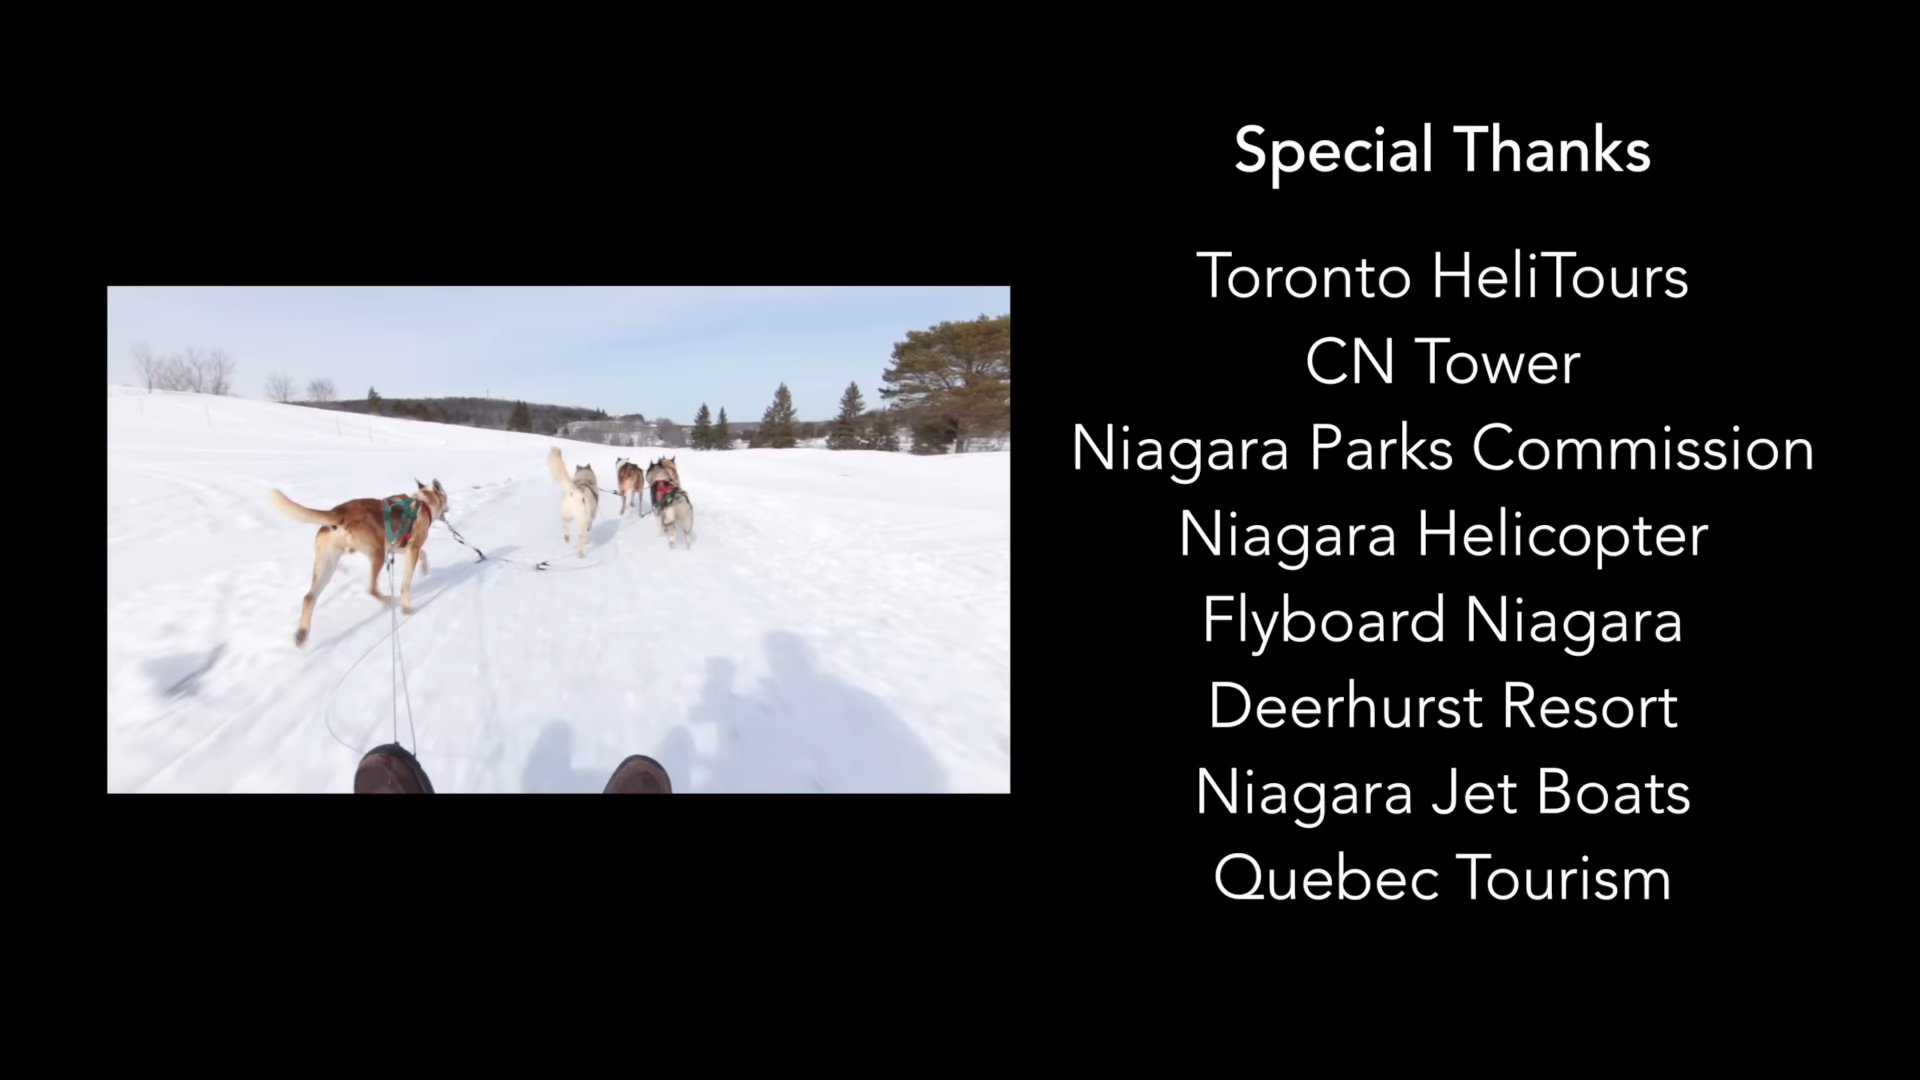 Special Thanks
Toronto HeliTours
CN Tower
Niagara Parks Commission
Niagara Helicopter
Flyboard Niagara
Deerhurst Resort
Niagara Jet Boats
Quebec Tourism